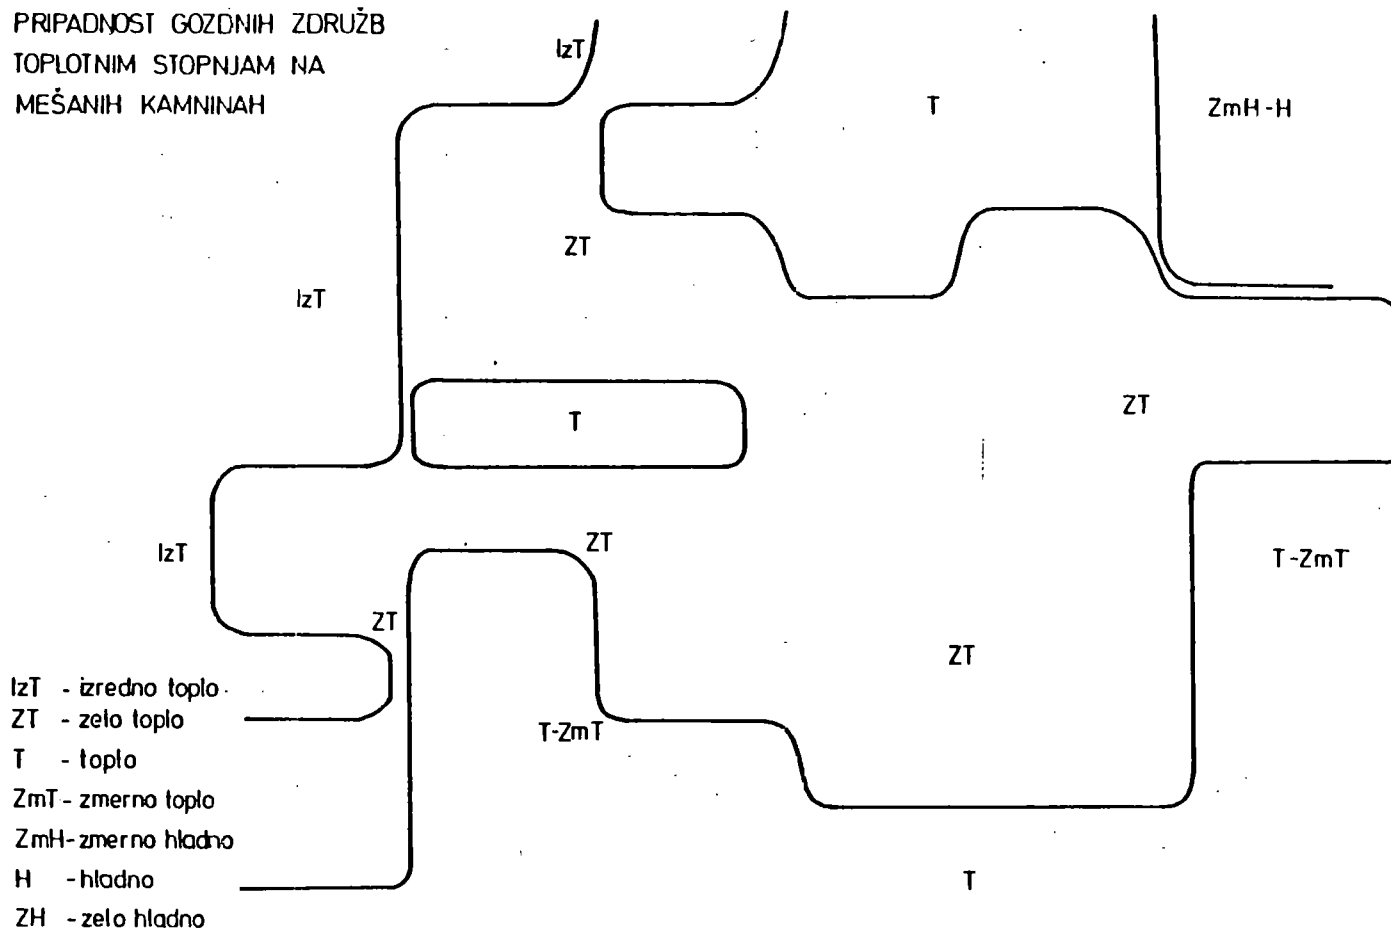 PRIPADNOST GOZDNIH ZDRUŽB
TOPLOTNIM STOPNJAM NA
MEŠANIH KAMNINAH
IzT
T
ZmH-H
ZT
IzT
T
ZT
IzT
ZT
T-ZmT
ZT
ZT
T-ZmT
T
IzT - izredno toplo
ZT - zelo toplo
T - toplo
ZmT - zmerno toplo
ZmH - zmerno hladno
H - hladno
ZH - zelo hladno